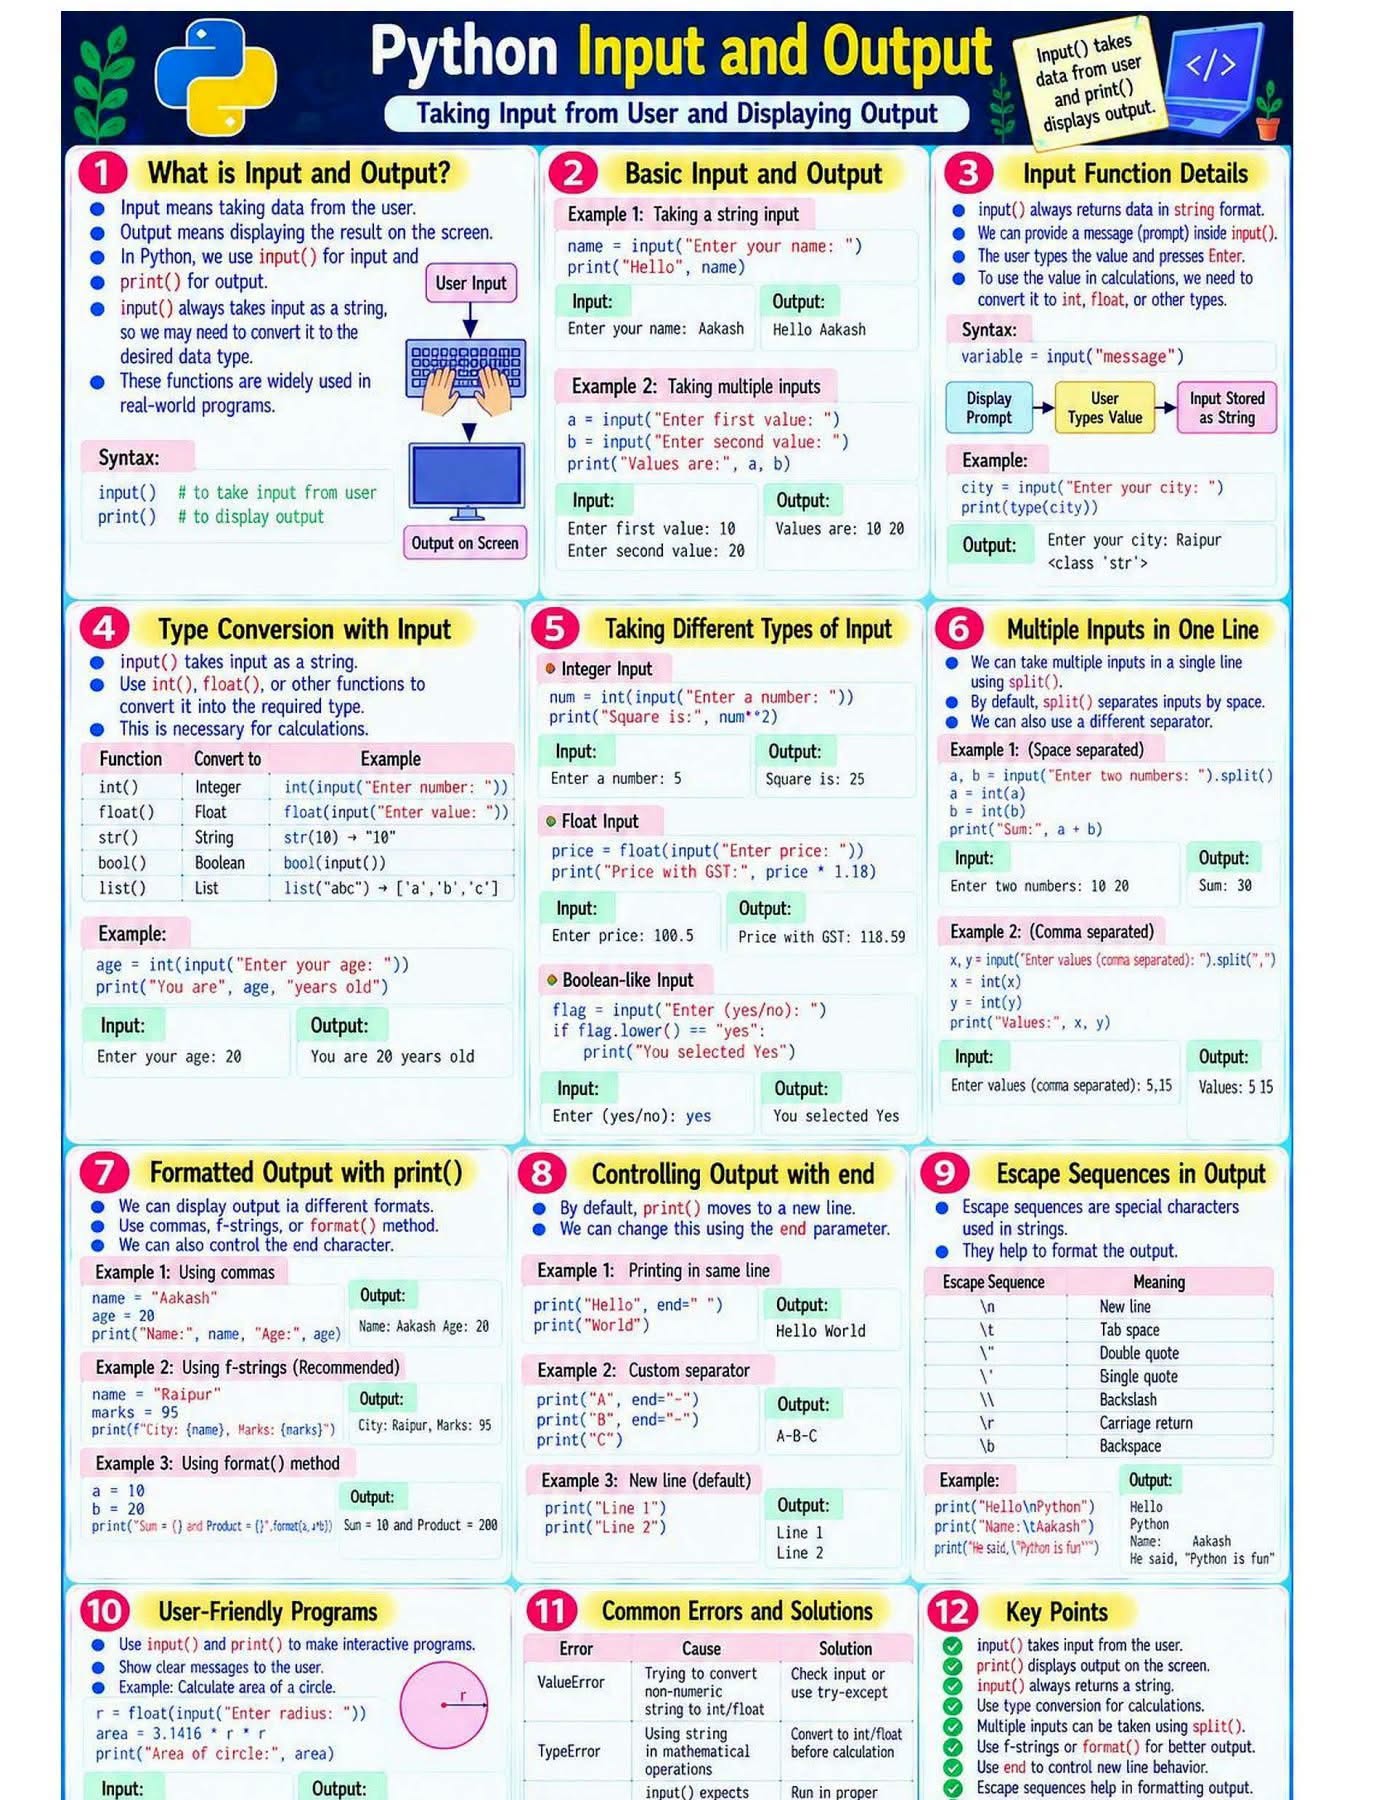 Python Input and Output
Taking Input from User and Displaying Output
Input() takes
data from user
and print()
displays output.
</>
1 What is Input and Output?
Input means taking data from the user.
Output means displaying the result on the screen.
In Python, we use input() for input and
print() for output.
input() always takes input as a string,
so we may need to convert it to the
desired data type.
These functions are widely used in
real-world programs.
User Input
Output on Screen
Syntax:
input() # to take input from user
print() # to display output
2 Basic Input and Output
Example 1: Taking a string input
name = input("Enter your name: ")
print("Hello", name)
Input:
Enter your name: Aakash
Output:
Hello Aakash
Example 2: Taking multiple inputs
a = input("Enter first value: ")
b = input("Enter second value: ")
print("Values are:", a, b)
Input:
Enter first value: 10
Enter second value: 20
Output:
Values are: 10 20
3 Input Function Details
input() always returns data in string format.
We can provide a message (prompt) inside input().
The user types the value and presses Enter.
To use the value in calculations, we need to
convert it to int, float, or other types.
Syntax:
variable = input("message")
Display
Prompt
User
Types Value
Input Stored
as String
Example:
city = input("Enter your city: ")
print(type(city))
Output:
Enter your city: Raipur
<class 'str'>
4 Type Conversion with Input
input() takes input as a string.
Use int(), float(), or other functions to
convert it into the required type.
This is necessary for calculations.
Function Convert to Example
int() Integer int(input("Enter number: "))
float() Float float(input("Enter value: "))
str() String str(10) → "10"
bool() Boolean bool(input())
list() List list("abc") → ['a','b','c']
Example:
age = int(input("Enter your age: "))
print("You are", age, "years old")
Input:
Enter your age: 20
Output:
You are 20 years old
5 Taking Different Types of Input
Integer Input
num = int(input("Enter a number: "))
print("Square is:", num**2)
Input:
Enter a number: 5
Output:
Square is: 25
Float Input
price = float(input("Enter price: "))
print("Price with GST:", price * 1.18)
Input:
Enter price: 100.5
Output:
Price with GST: 118.59
Boolean-like Input
flag = input("Enter (yes/no): ")
if flag.lower() == "yes":
print("You selected Yes")
Input:
Enter (yes/no): yes
Output:
You selected Yes
6 Multiple Inputs in One Line
We can take multiple inputs in a single line
using split().
By default, split() separates inputs by space.
We can also use a different separator.
Example 1: (Space separated)
a, b = input("Enter two numbers: ").split()
a = int(a)
b = int(b)
print("Sum:", a + b)
Input:
Enter two numbers: 10 20
Output:
Sum: 30
Example 2: (Comma separated)
x, y = input("Enter values (comma separated): ").split(",")
x = int(x)
y = int(y)
print("Values:", x, y)
Input:
Enter values (comma separated): 5,15
Output:
Values: 5 15
7 Formatted Output with print()
We can display output ia different formats.
Use commas, f-strings, or format() method.
We can also control the end character.
Example 1: Using commas
name = "Aakash"
age = 20
print("Name:", name, "Age:", age)
Output:
Name: Aakash Age: 20
Example 2: Using f-strings (Recommended)
name = "Raipur"
marks = 95
print(f"City: {name}, Marks: {marks}")
Output:
City: Raipur, Marks: 95
Example 3: Using format() method
a = 10
b = 20
print("Sum = {} and Product = {}".format(a,
Output:
Sum = 10 and Product = 200
8 Controlling Output with end
By default, print() moves to a new line.
We can change this using the end parameter.
Example 1: Printing in same line
print("Hello", end=" ")
print("World")
Output:
Hello World
Example 2: Custom separator
print("A", end="-")
print("B", end="-")
print("C")
Output:
A-B-C
Example 3: New line (default)
print("Line 1")
print("Line 2")
Output:
Line 1
Line 2
9 Escape Sequences in Output
Escape sequences are special characters
used in strings.
They help to format the output.
Escape Sequence Meaning
\n New line
\t Tab space
\" Double quote
\' Single quote
\\ Backslash
\r Carriage return
\b Backspace
Example:
print("Hello\nPython")
print("Name:\tAakash")
print("He said, \"Python is fun"")
Output:
Hello
Python
Name: Aakash
He said, "Python is fun"
10 User-Friendly Programs
Use input() and print() to make interactive programs.
Show clear messages to the user.
Example: Calculate area of a circle.
r
r = float(input("Enter radius: "))
area = 3.1416 * r * r
print("Area of circle:", area)
Input:
Output:
11 Common Errors and Solutions
Error Cause Solution
ValueError
Trying to convert
non-numeric
string to int/float
Check input or
use try-except
TypeError
Using string
in mathematical
operations
Convert to int/float
before calculation
input() expects
Run in proper
12 Key Points
input() takes input from the user.
print() displays output on the screen.
input() always returns a string.
Use type conversion for calculations.
Multiple inputs can be taken using split().
Use f-strings or format() for better output.
Use end to control new line behavior.
Escape sequences help in formatting output.